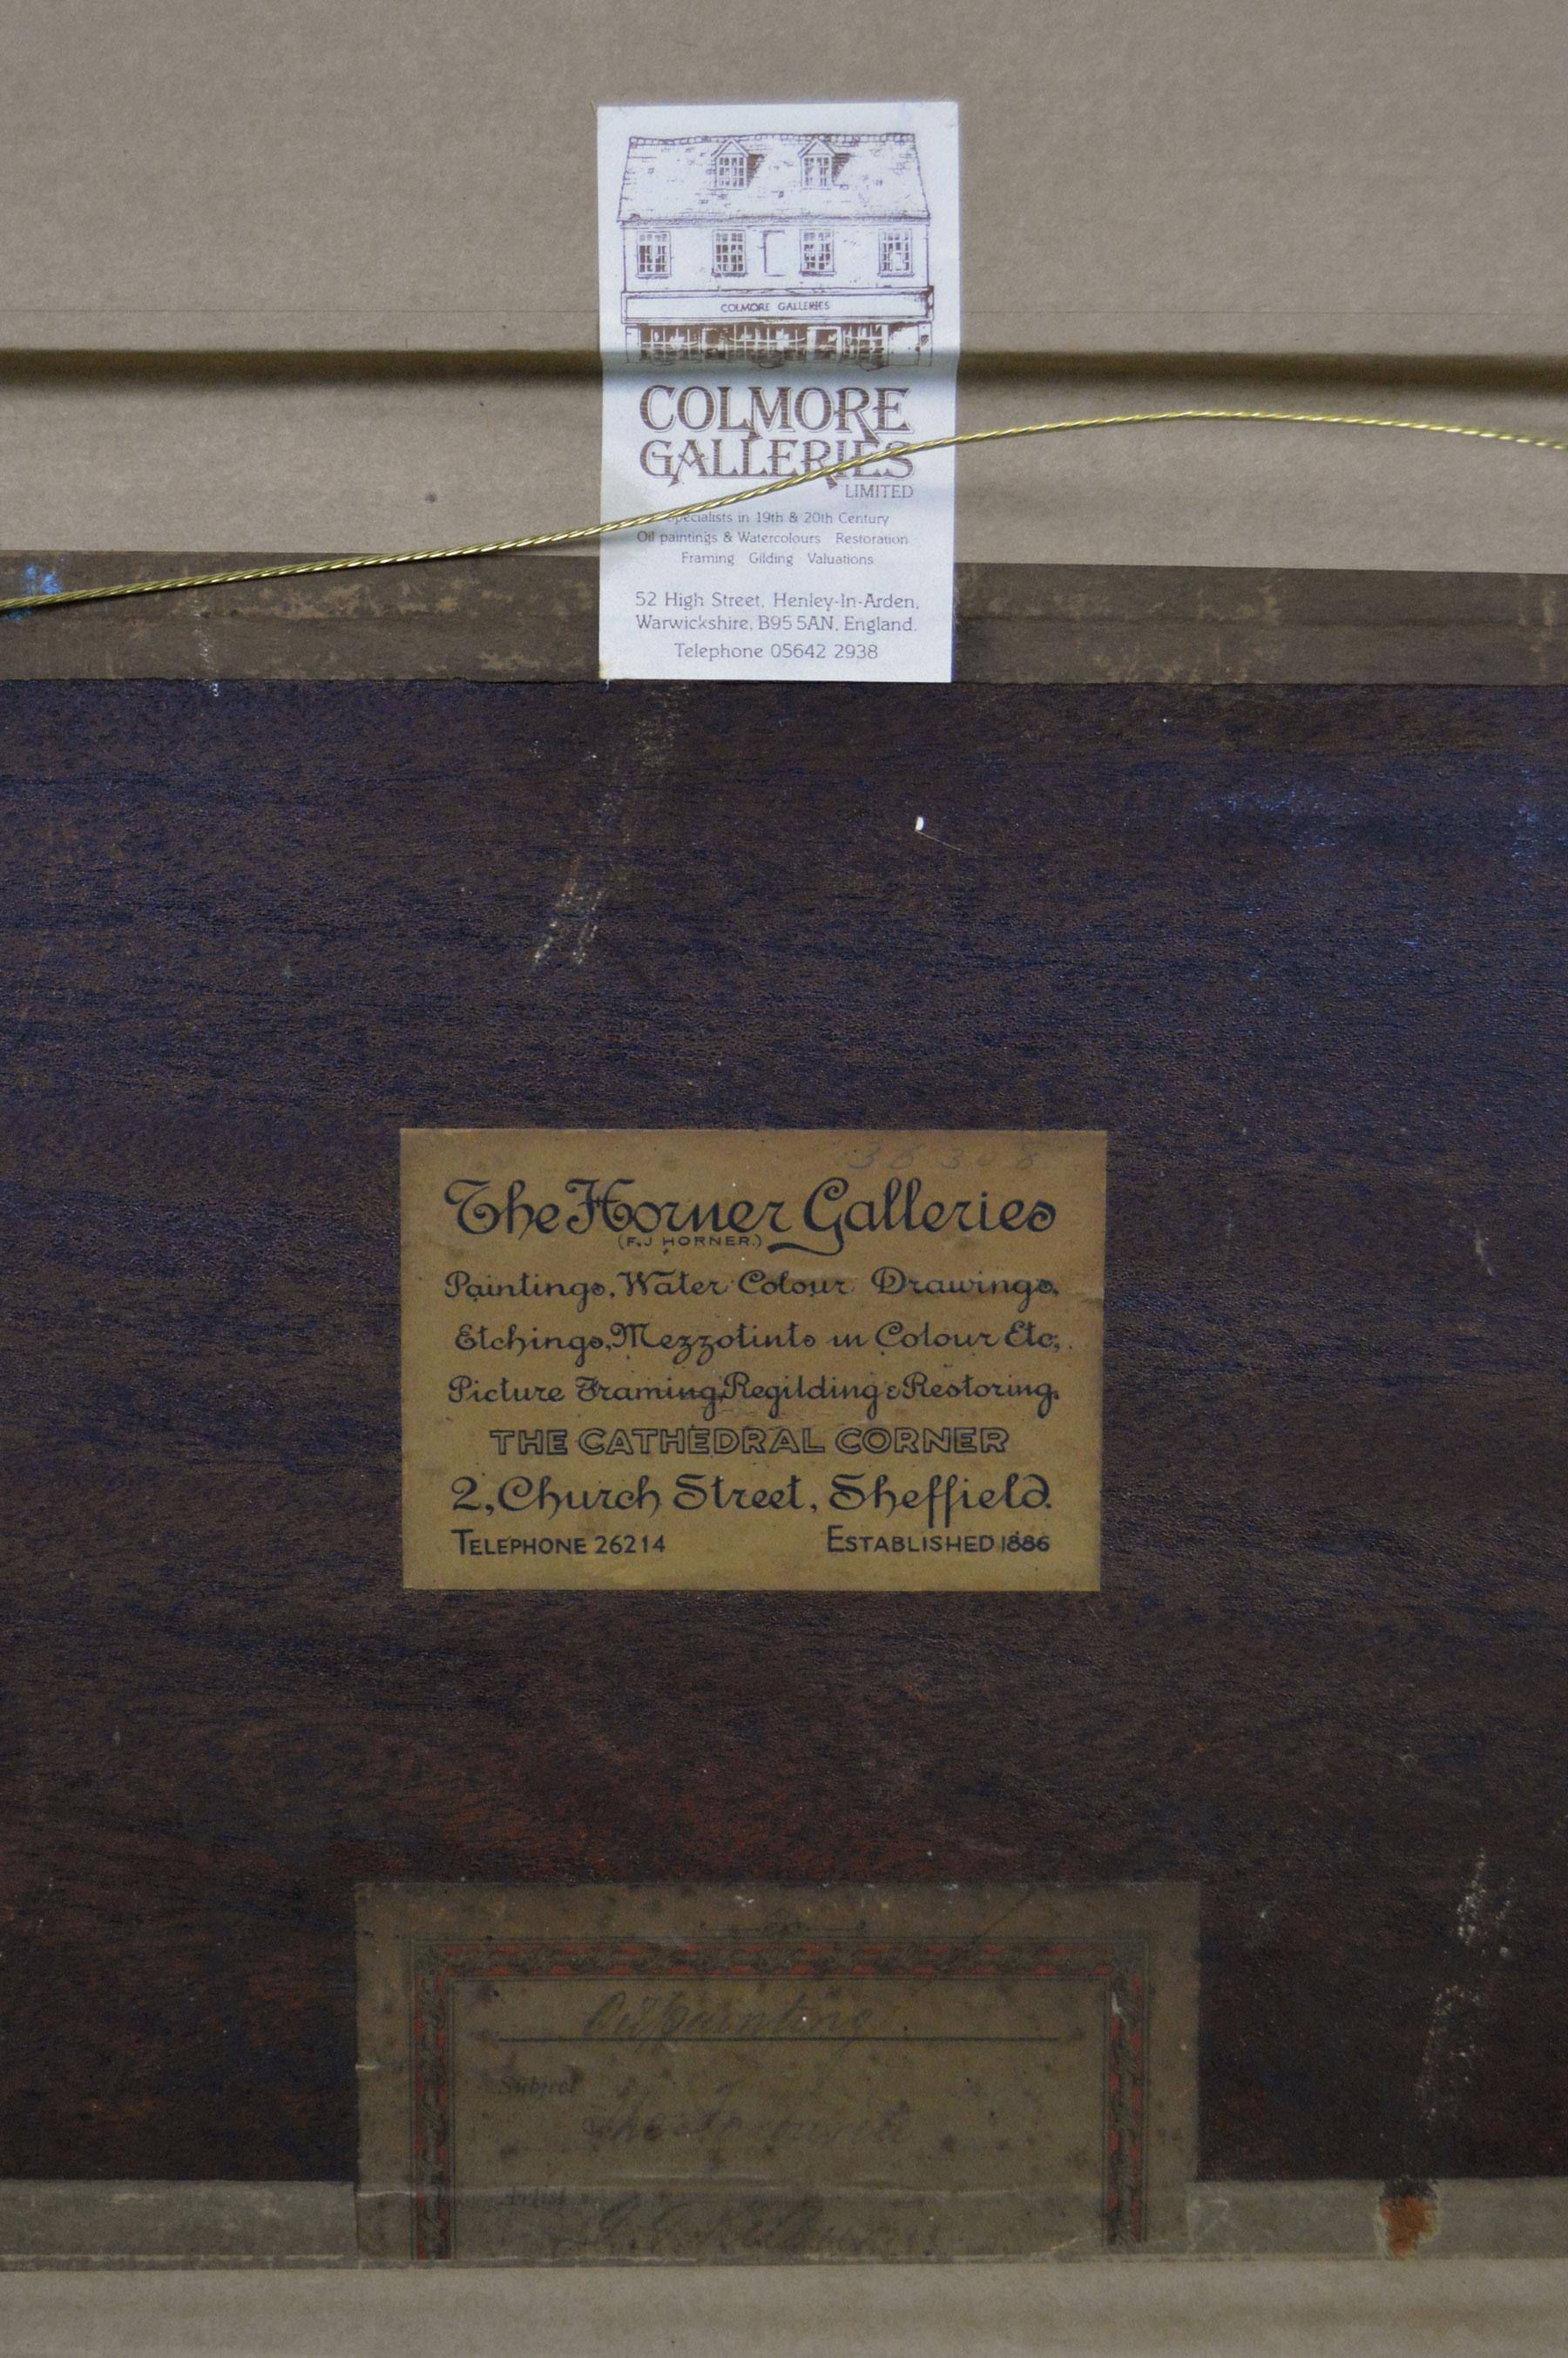 COLMORE GALLERIES
COLMORE
GALLERIES
LIMITED
Specialists in 19th & 20th Century
Oil paintings & Watercolours Restoration
Framing Gilding Valuations
52 High Street, Henley-In-Arden,
Warwickshire, B95 5AN, England.
Telephone 05642 2938
The Horner Galleries
(F.J HORNER.)
Paintings, Water Colour Drawings,
Etchings, Mezzotints in Colour Etc;
Picture Framing, Regilding & Restoring.
THE CATHEDRAL CORNER
2, Church Street, Sheffield.
TELEPHONE 26214 ESTABLISHED 1886
Oil Painting
Subject
The
Artist